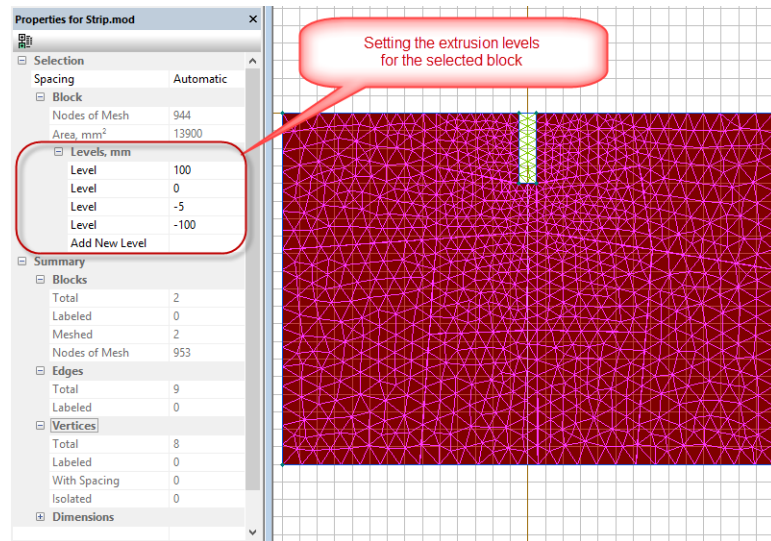 Properties for Strip.mod
Setting the extrusion levels
for the selected block
Selection
Spacing Automatic
Block
Nodes of Mesh 944
Area, mm² 13900
Levels, mm
Level 100
Level 0
Level -5
Level -100
Add New Level
Summary
Blocks
Total 2
Labeled 0
Meshed 2
Nodes of Mesh 953
Edges
Total 9
Labeled 0
Vertices
Total 8
Labeled 0
With Spacing 0
Isolated 0
Dimensions